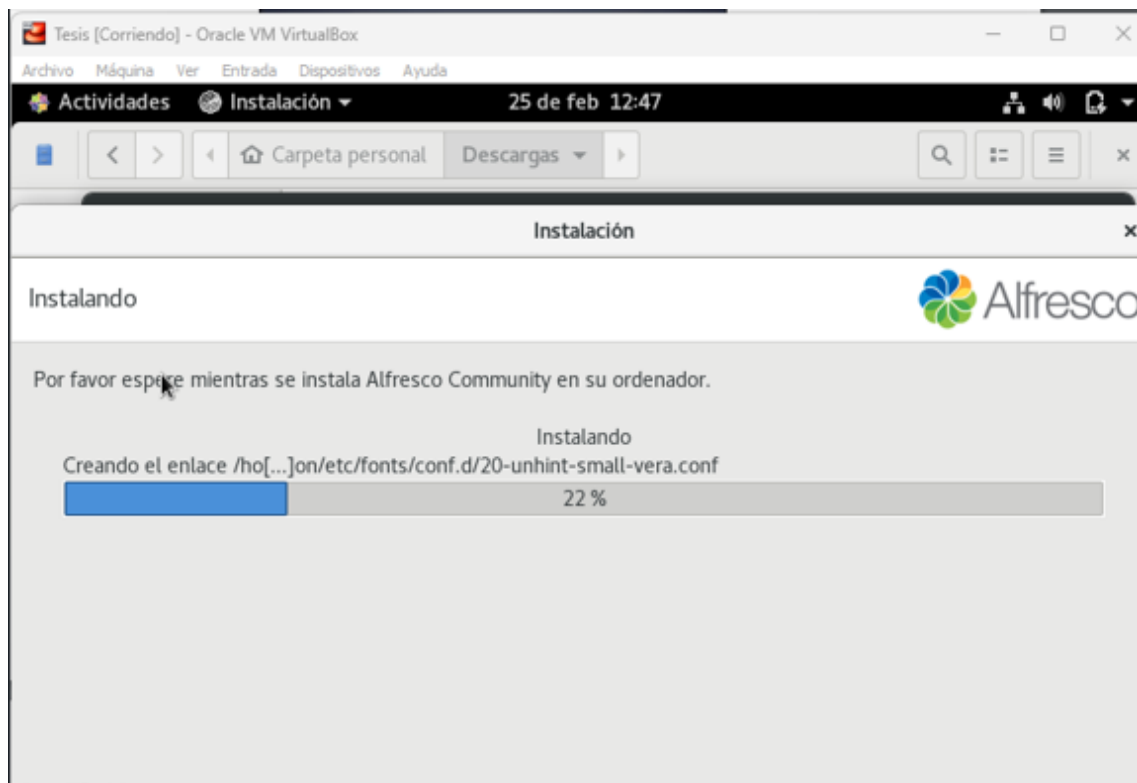 Tesis [Corriendo] - Oracle VM VirtualBox
Archivo Máquina Ver Entrada Dispositivos Ayuda
Actividades Instalación 25 de feb 12:47
Carpeta personal Descargas
Instalación
Instalando Alfresco
Por favor espere mientras se instala Alfresco Community en su ordenador.
Instalando
Creando el enlace /ho[...]on/etc/fonts/conf.d/20-unhint-small-vera.conf
22 %